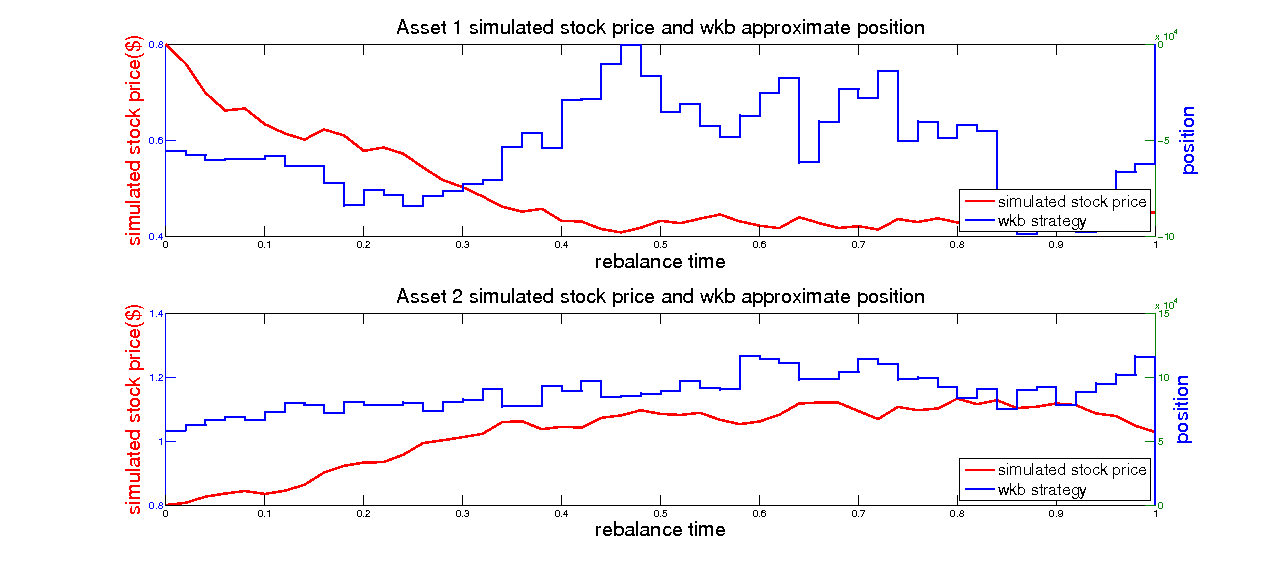 Asset 1 simulated stock price and wkb approximate position
x 10^4
simulated stock price($)
0.8
0.6
0.4
0
−5
−10
position
simulated stock price
wkb strategy
0 0.1 0.2 0.3 0.4 0.5 0.6 0.7 0.8 0.9 1
rebalance time
Asset 2 simulated stock price and wkb approximate position
x 10^4
simulated stock price($)
1.4
1.2
1
0.8
15
10
5
0
position
simulated stock price
wkb strategy
0 0.1 0.2 0.3 0.4 0.5 0.6 0.7 0.8 0.9 1
rebalance time